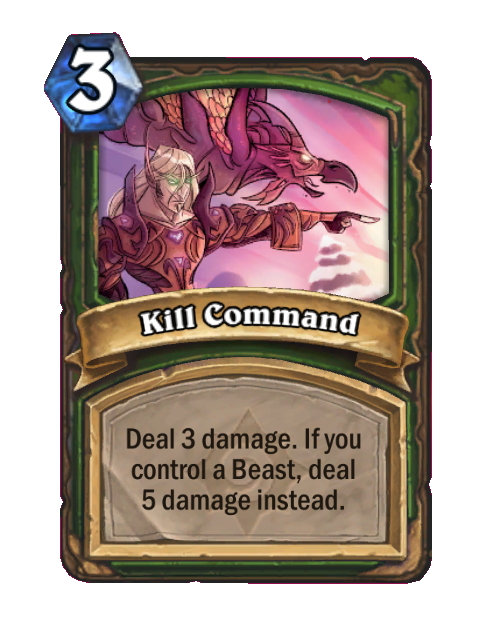 3
Kill Command
Deal 3 damage. If you
control a Beast, deal
5 damage instead.